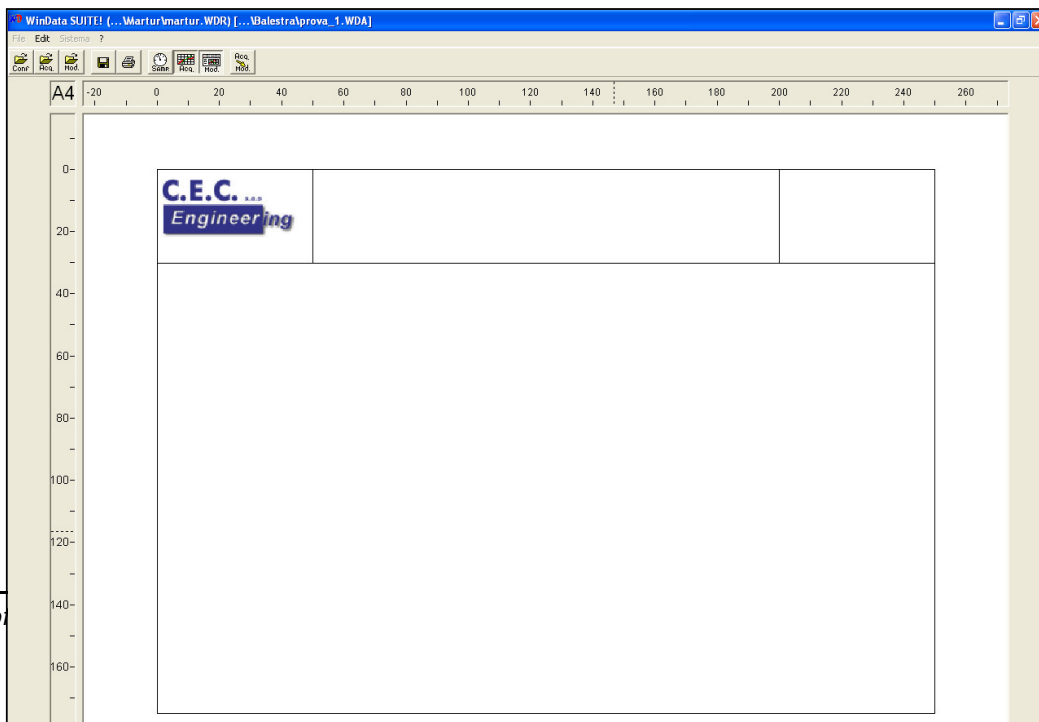 WinData SUITE! (...\Martur\martur.WDR) [...\Balestra\prova_1.WDA]
File Edit Sistema ?
Conf Acq. Mod. Samp. Acq. Mod. Acq. Mod.
A4 -20 0 20 40 60 80 100 120 140 160 180 200 220 240 260
0
C.E.C. s.a.s
Engineering
20
40
60
80
100
120
140
160